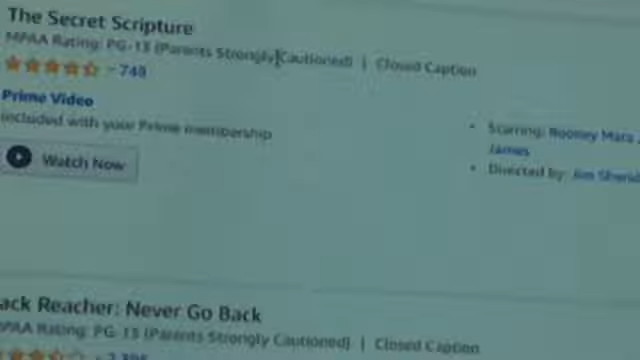 The Secret Scripture
MPAA Rating: PG-13 (Parents Strongly Cautioned) | Closed Caption
748
Prime Video
included with your Prime membership
Watch Now
• Starring: Rooney Mara
James
• Directed by: Jim Sherid
ack Reacher: Never Go Back
MPAA Rating: PG-13 (Parents Strongly Cautioned) | Closed Caption